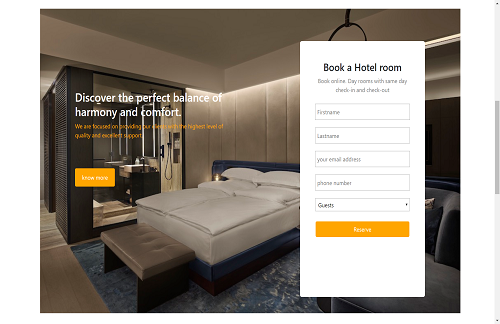 Discover the perfect balance of
harmony and comfort.
We are focused on providing our clients with the highest level of
quality and excellent support.
know more
Book a Hotel room
Book online. Day rooms with same day
check-in and check-out
Firstname
Lastname
your email address
phone number
Guests
Reserve